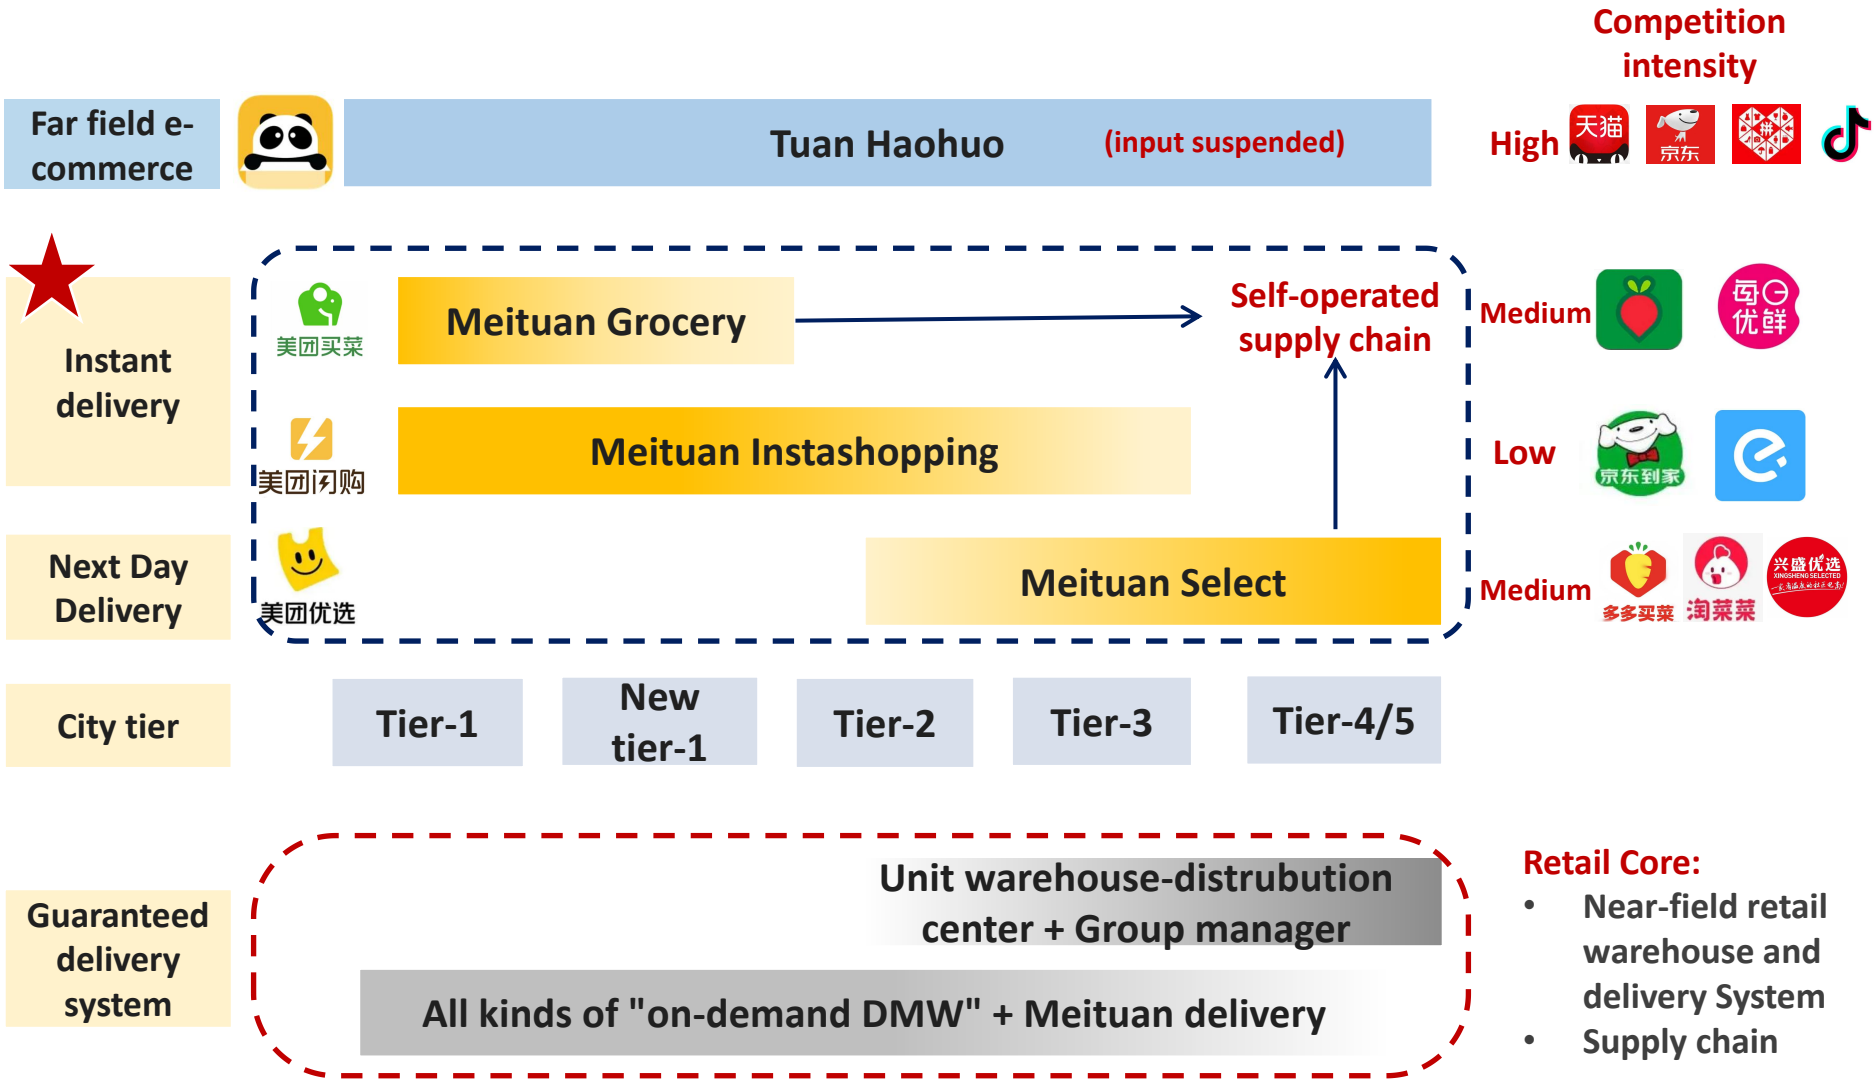 Competition
intensity
Far field e-
commerce
Tuan Haohuo
(input suspended)
High
天猫
京东
拼
Instant
delivery
美团买菜
Meituan Grocery
Self-operated
supply chain
Medium
每日
优鲜
美团闪购
Meituan Instashopping
Low
京东到家
Next Day
Delivery
美团优选
Meituan Select
Medium
多多买菜
淘菜菜
兴盛优选
XINGSHENG SELECTED
City tier
Tier-1
New
tier-1
Tier-2
Tier-3
Tier-4/5
Guaranteed
delivery
system
Unit warehouse-distrubution
center + Group manager
All kinds of "on-demand DMW" + Meituan delivery
Retail Core:
• Near-field retail
warehouse and
delivery System
• Supply chain